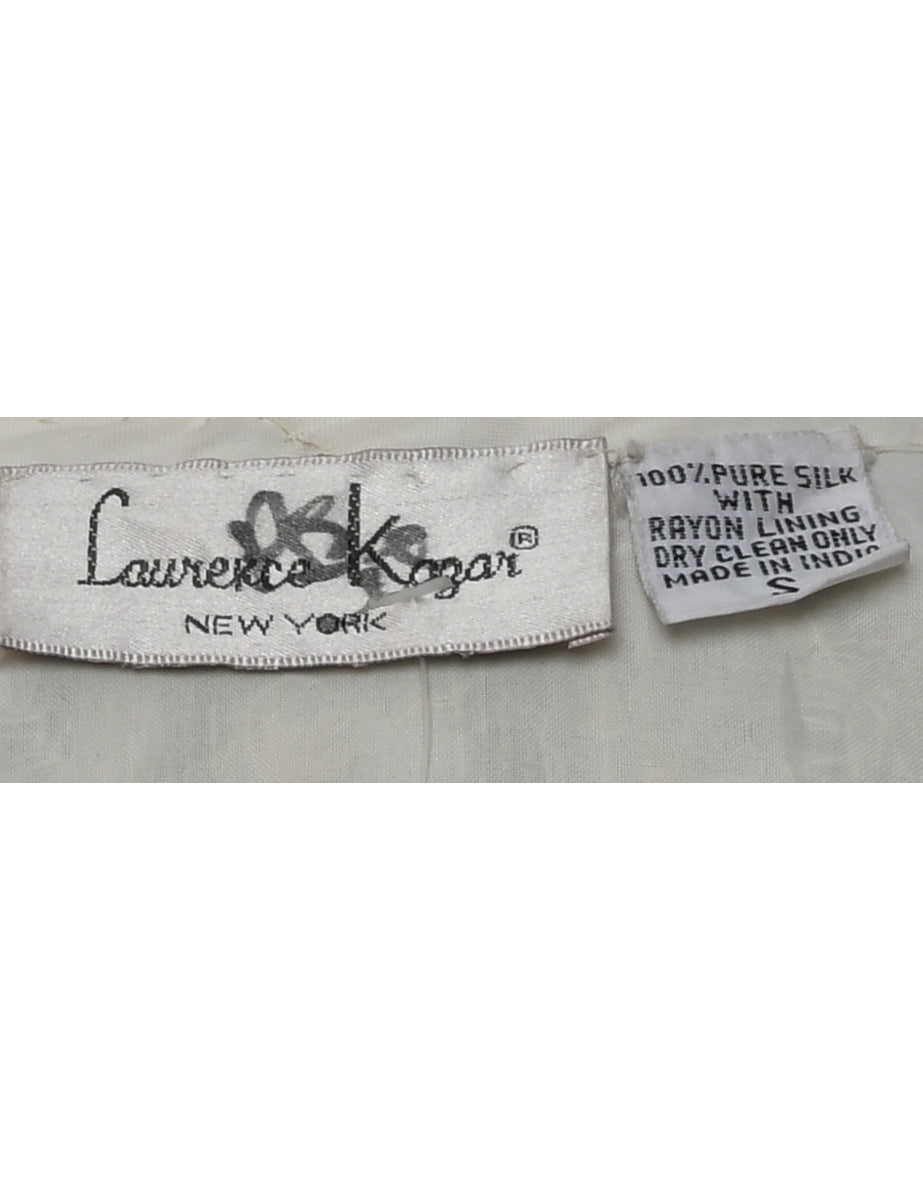 Laurence Kazar®
NEW YORK
100% PURE SILK
WITH
RAYON LINING
DRY CLEAN ONLY
MADE IN INDIA
S